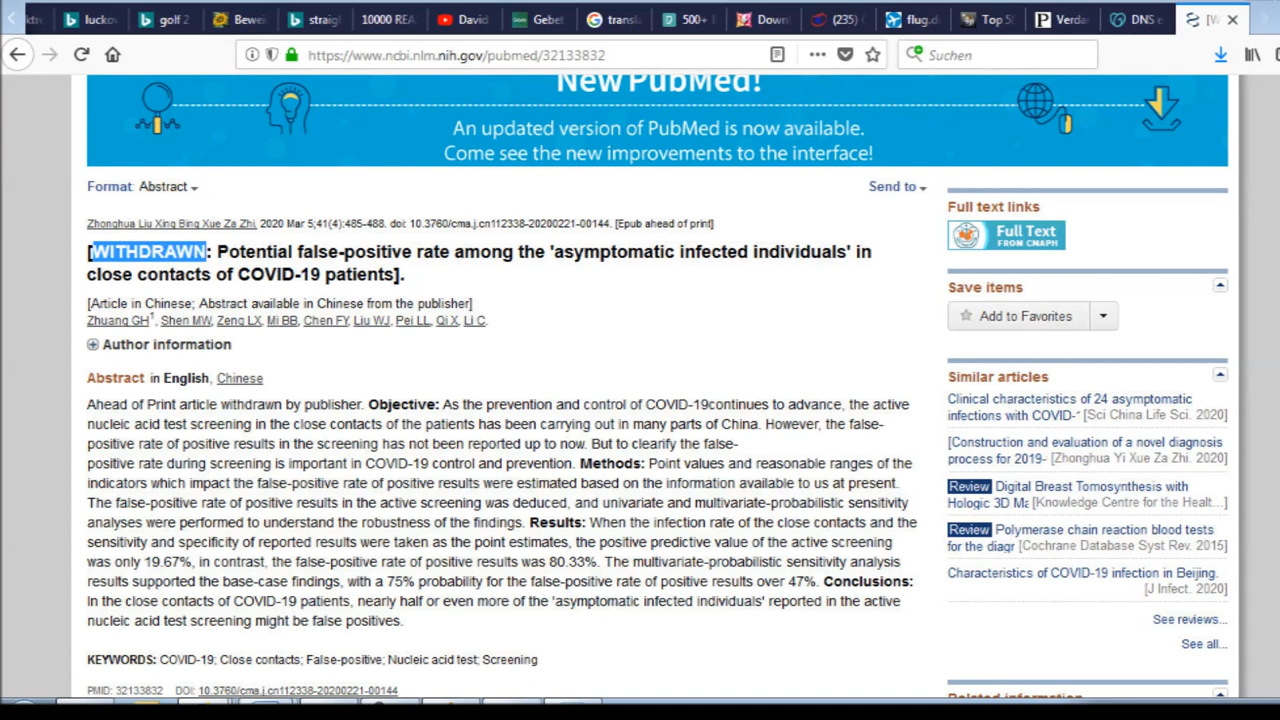 luckov
golf 2
Bewei
straigh
10000 REA
David
Gebet
transla
500+
Down
(235)
flug.d
Top 50
Verda
DNS e
https://www.ncbi.nlm.nih.gov/pubmed/32133832
Suchen
New PubMed!
An updated version of PubMed is now available.
Come see the new improvements to the interface!
Format: Abstract
Send to
Zhonghua Liu Xing Bing Xue Za Zhi. 2020 Mar 5;41(4):485-488. doi: 10.3760/cma.j.cn112338-20200221-00144. [Epub ahead of print]
[WITHDRAWN: Potential false-positive rate among the 'asymptomatic infected individuals' in
close contacts of COVID-19 patients].
[Article in Chinese; Abstract available in Chinese from the publisher]
Zhuang GH1, Shen MW, Zeng LX, Mi BB, Chen FY, Liu WJ, Pei LL, Qi X, Li C.
Author information
Abstract in English, Chinese
Ahead of Print article withdrawn by publisher. Objective: As the prevention and control of COVID-19continues to advance, the active
nucleic acid test screening in the close contacts of the patients has been carrying out in many parts of China. However, the false-
positive rate of positive results in the screening has not been reported up to now. But to clearify the false-
positive rate during screening is important in COVID-19 control and prevention. Methods: Point values and reasonable ranges of the
indicators which impact the false-positive rate of positive results were estimated based on the information available to us at present.
The false-positive rate of positive results in the active screening was deduced, and univariate and multivariate-probabilistic sensitivity
analyses were performed to understand the robustness of the findings. Results: When the infection rate of the close contacts and the
sensitivity and specificity of reported results were taken as the point estimates, the positive predictive value of the active screening
was only 19.67%, in contrast, the false-positive rate of positive results was 80.33%. The multivariate-probabilistic sensitivity analysis
results supported the base-case findings, with a 75% probability for the false-positive rate of positive results over 47%. Conclusions:
In the close contacts of COVID-19 patients, nearly half or even more of the 'asymptomatic infected individuals' reported in the active
nucleic acid test screening might be false positives.
KEYWORDS: COVID-19; Close contacts; False-positive; Nucleic acid test; Screening
PMID: 32133832 DOI: 10.3760/cma.j.cn112338-20200221-00144
Full text links
Full Text
FROM CNAPH
Save items
Add to Favorites
Similar articles
Clinical characteristics of 24 asymptomatic
infections with COVID-1 [Sci China Life Sci. 2020]
[Construction and evaluation of a novel diagnosis
process for 2019- [Zhonghua Yi Xue Za Zhi. 2020]
Review Digital Breast Tomosynthesis with
Hologic 3D Ma [Knowledge Centre for the Healt...]
Review Polymerase chain reaction blood tests
for the diagr [Cochrane Database Syst Rev. 2015]
Characteristics of COVID-19 infection in Beijing.
[J Infect. 2020]
See reviews...
See all...
Related information